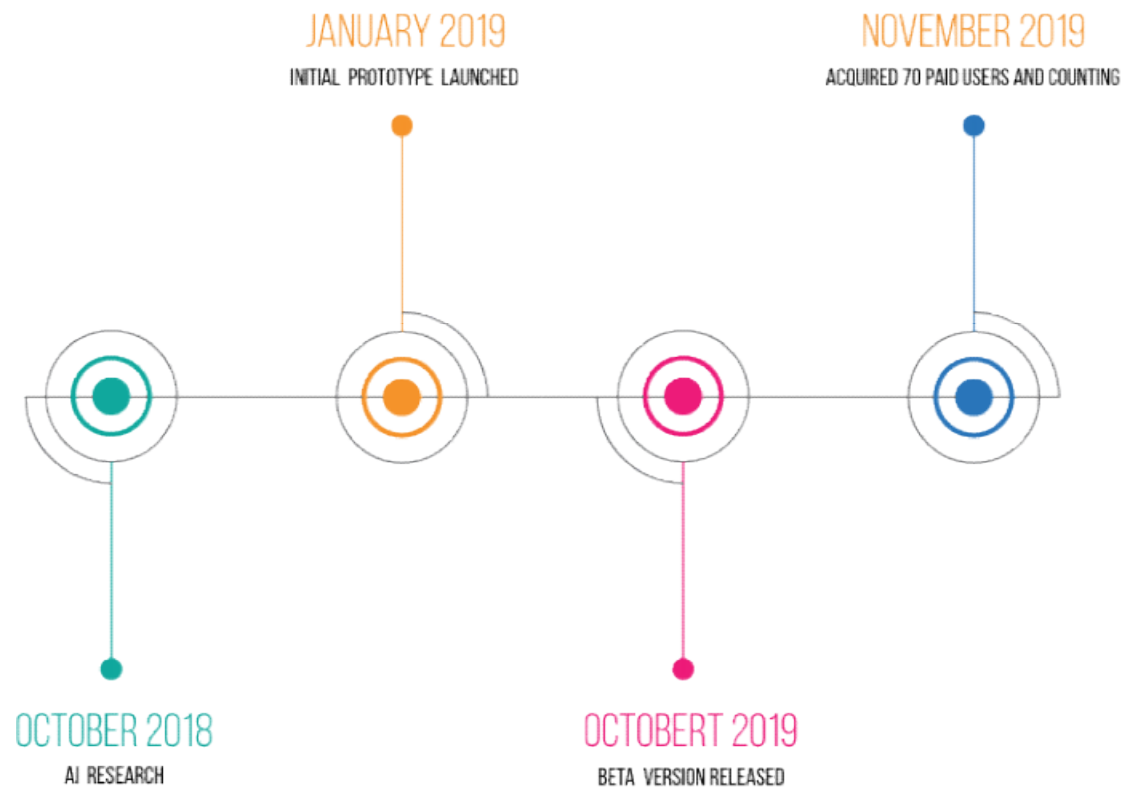 JANUARY 2019
INITIAL PROTOTYPE LAUNCHED
NOVEMBER 2019
ACQUIRED 70 PAID USERS AND COUNTING
OCTOBER 2018
AI RESEARCH
OCTOBERT 2019
BETA VERSION RELEASED